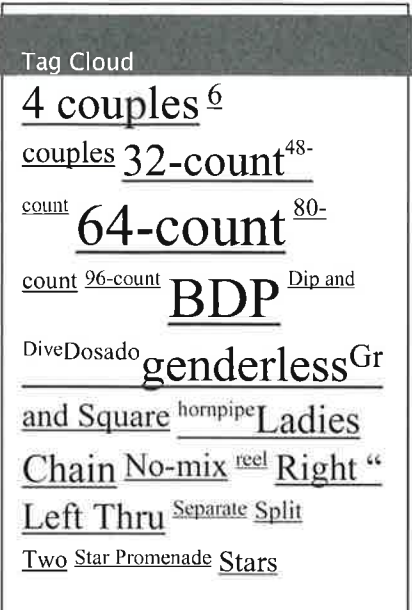 Tag Cloud
4 couples 6
couples 32-count 48-
count 64-count 80-
count 96-count BDP Dip and
Dive Dosado genderless Gr
and Square hornpipe Ladies
Chain No-mix reel Right “
Left Thru Separate Split
Two Star Promenade Stars